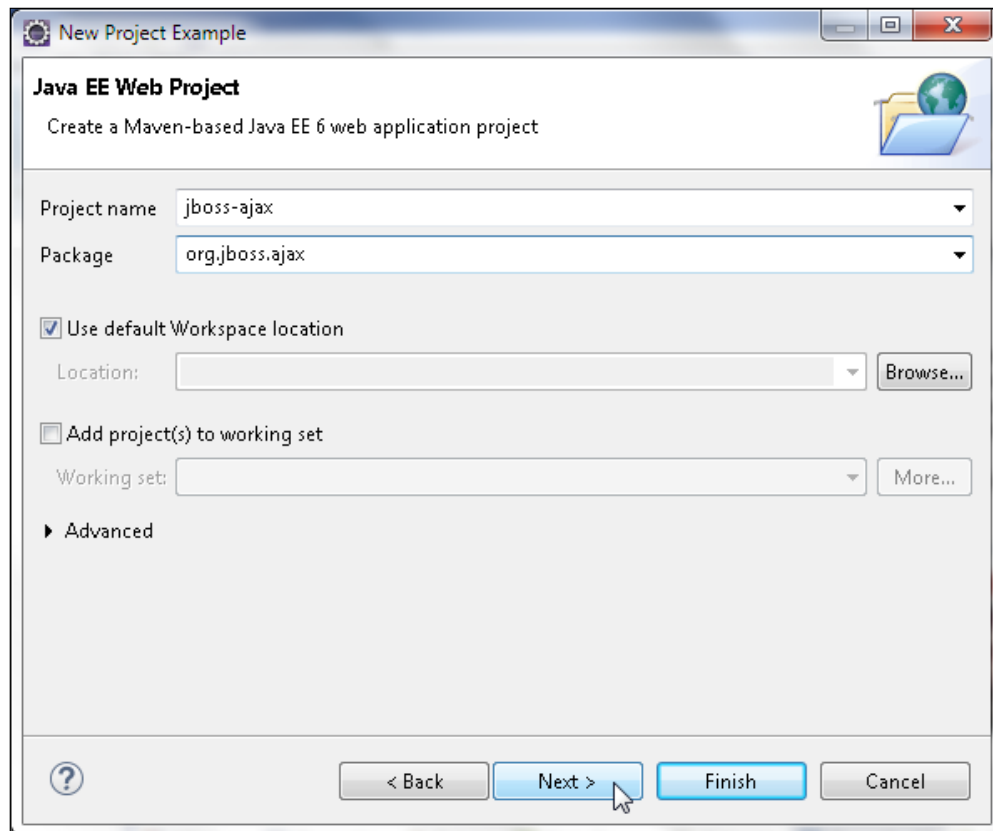 New Project Example
Java EE Web Project
Create a Maven-based Java EE 6 web application project
Project name jboss-ajax
Package org.jboss.ajax
Use default Workspace location
Location: Browse...
Add project(s) to working set
Working set: More...
Advanced
? < Back Next > Finish Cancel